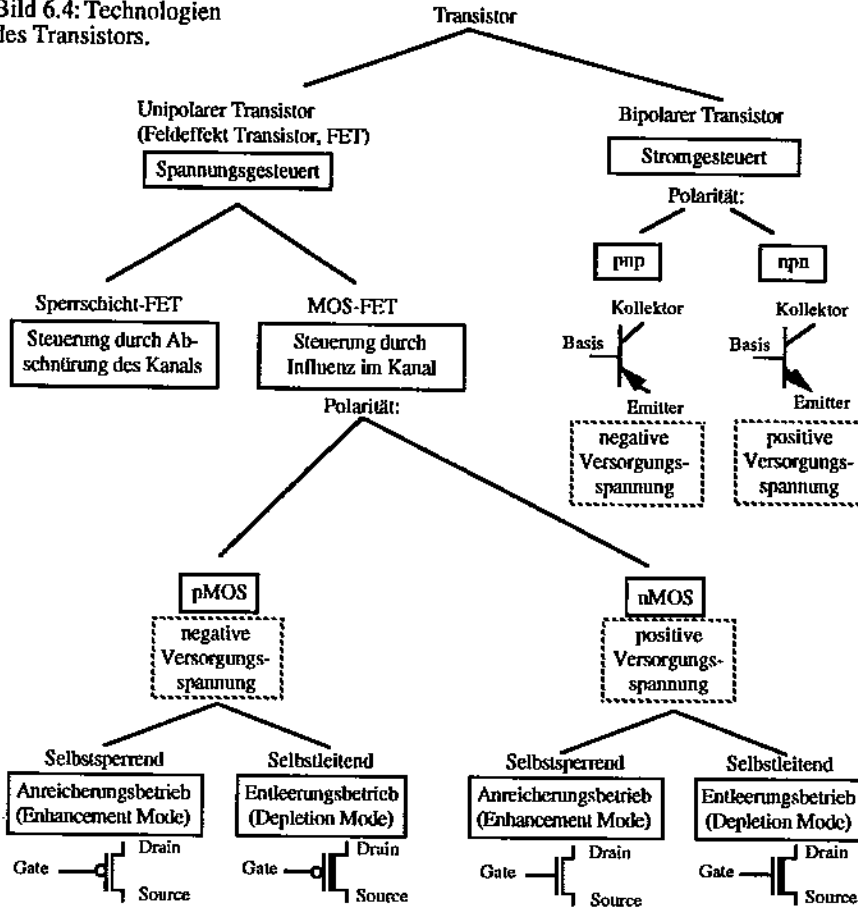 Bild 6.4: Technologien
des Transistors.
Transistor
Unipolarer Transistor
(Feldeffekt Transistor, FET)
Spannungsgesteuert
Bipolarer Transistor
Stromgesteuert
Polarität:
pnp
npn
Sperrschicht-FET
Steuerung durch Ab-
schnürung des Kanals
MOS-FET
Steuerung durch
Influenz im Kanal
Polarität:
Kollektor
Basis
Emitter
negative
Versorgungs-
spannung
Kollektor
Basis
Emitter
positive
Versorgungs-
spannung
pMOS
negative
Versorgungs-
spannung
nMOS
positive
Versorgungs-
spannung
Selbstsperrend
Anreicherungsbetrieb
(Enhancement Mode)
Gate
Drain
Source
Selbstleitend
Entleerungsbetrieb
(Depletion Mode)
Gate
Drain
Source
Selbstsperrend
Anreicherungsbetrieb
(Enhancement Mode)
Gate
Drain
Source
Selbstleitend
Entleerungsbetrieb
(Depletion Mode)
Gate
Drain
Source